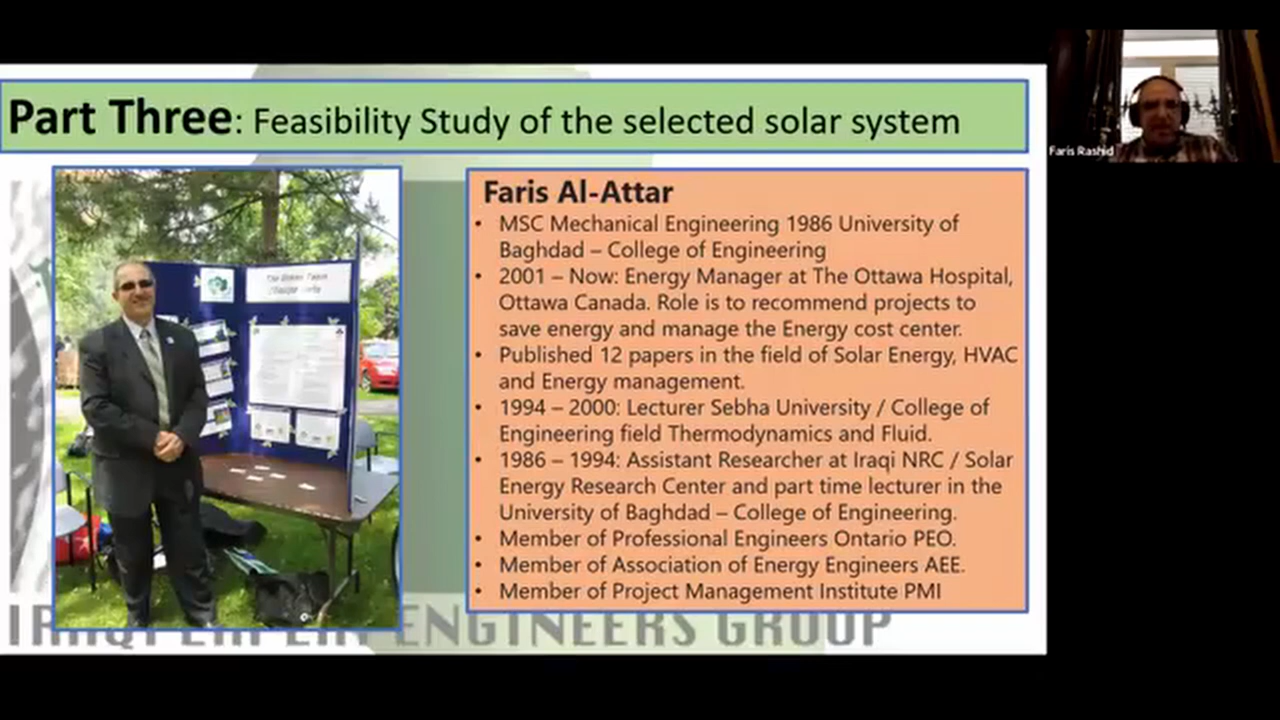 Part Three: Feasibility Study of the selected solar system
Faris Rashid
Faris Al-Attar
• MSC Mechanical Engineering 1986 University of
Baghdad – College of Engineering
• 2001 – Now: Energy Manager at The Ottawa Hospital,
Ottawa Canada. Role is to recommend projects to
save energy and manage the Energy cost center.
• Published 12 papers in the field of Solar Energy, HVAC
and Energy management.
• 1994 – 2000: Lecturer Sebha University / College of
Engineering field Thermodynamics and Fluid.
• 1986 – 1994: Assistant Researcher at Iraqi NRC / Solar
Energy Research Center and part time lecturer in the
University of Baghdad – College of Engineering.
• Member of Professional Engineers Ontario PEO.
• Member of Association of Energy Engineers AEE.
• Member of Project Management Institute PMI
The Green Team
ENGINEERS GROUP